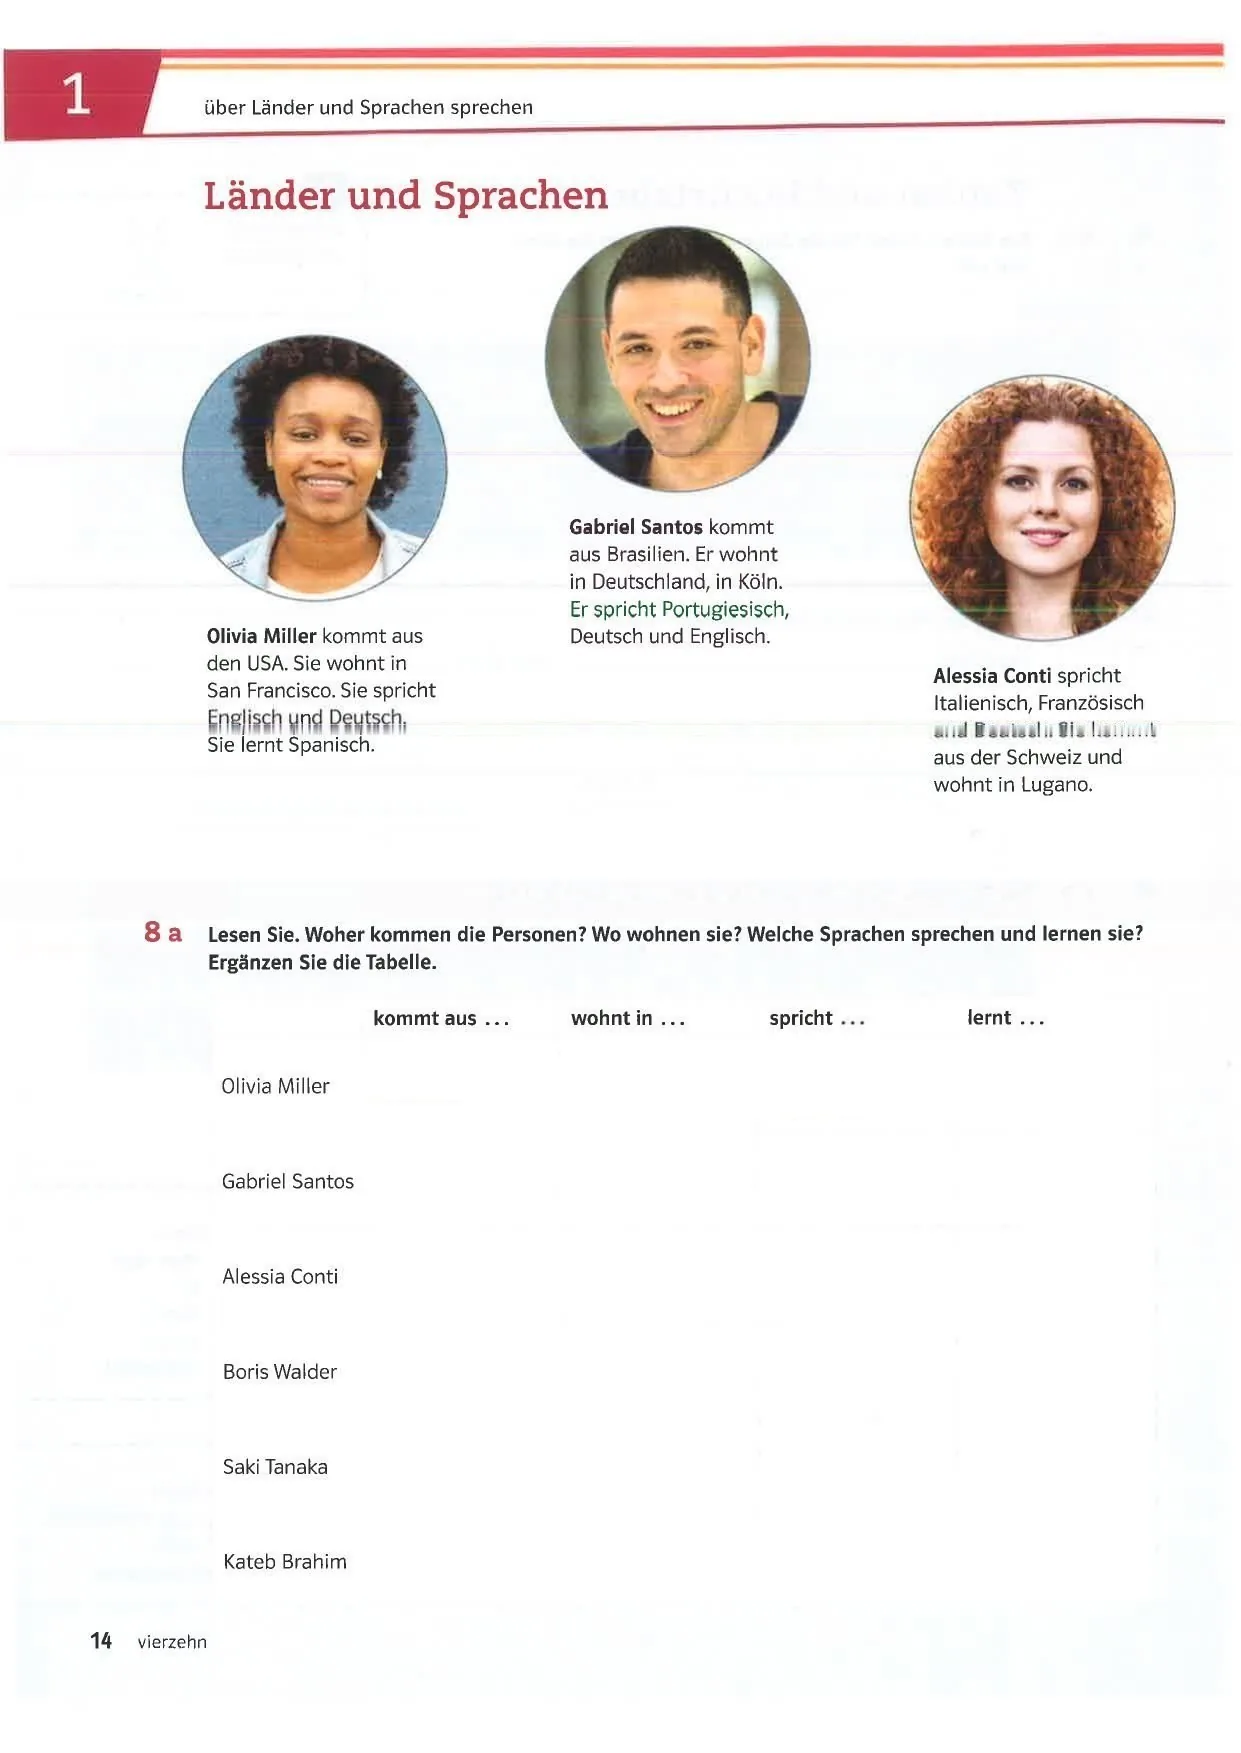 1
über Länder und Sprachen sprechen
Länder und Sprachen
Olivia Miller kommt aus
den USA. Sie wohnt in
San Francisco. Sie spricht
Englisch und Deutsch.
Sie lernt Spanisch.
Gabriel Santos kommt
aus Brasilien. Er wohnt
in Deutschland, in Köln.
Er spricht Portugiesisch,
Deutsch und Englisch.
Alessia Conti spricht
Italienisch, Französisch
und
aus der Schweiz und
wohnt in Lugano.
8 a Lesen Sie. Woher kommen die Personen? Wo wohnen sie? Welche Sprachen sprechen und lernen sie?
Ergänzen Sie die Tabelle.
kommt aus ... wohnt in ... spricht ... lernt ...
Olivia Miller
Gabriel Santos
Alessia Conti
Boris Walder
Saki Tanaka
Kateb Brahim
14 vierzehn